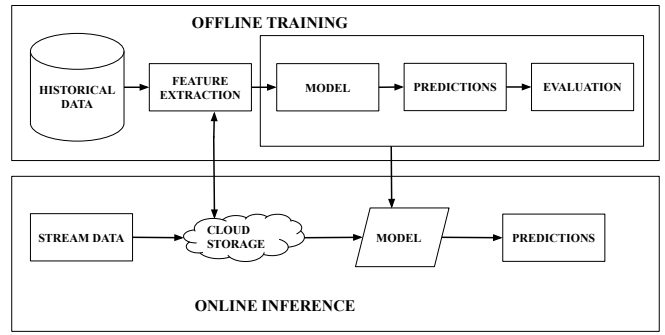 OFFLINE TRAINING
HISTORICAL
DATA
FEATURE
EXTRACTION
MODEL
PREDICTIONS
EVALUATION
STREAM DATA
CLOUD
STORAGE
MODEL
PREDICTIONS
ONLINE INFERENCE